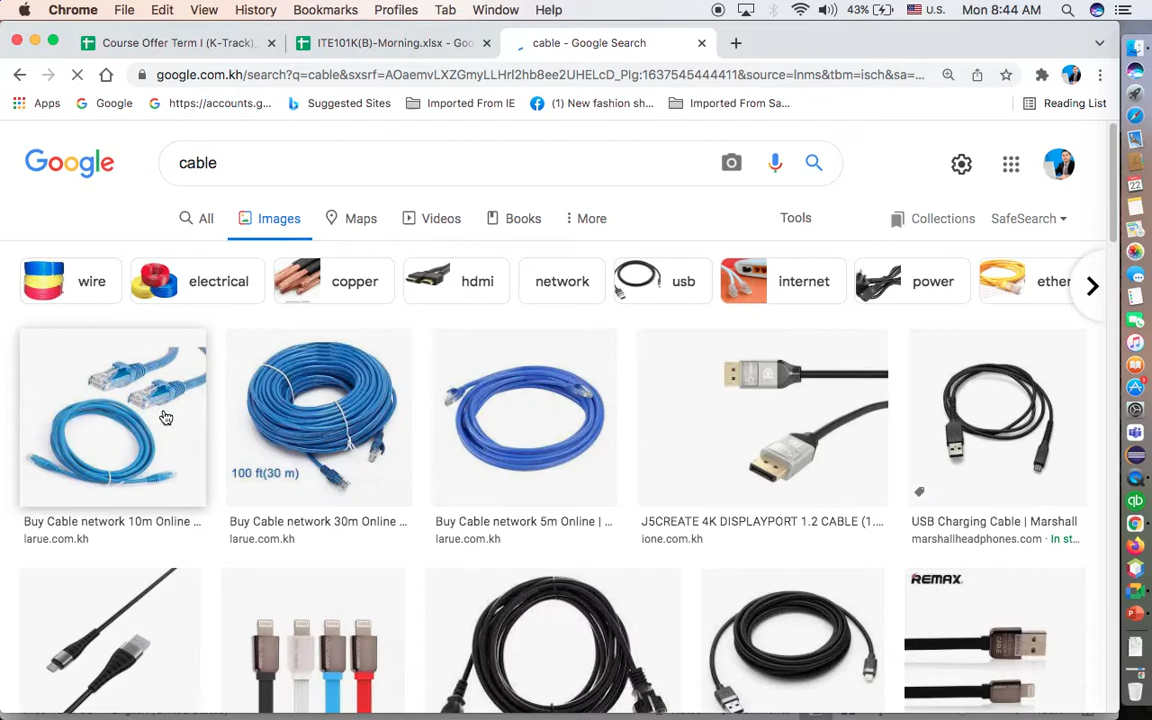 Chrome File Edit View History Bookmarks Profiles Tab Window Help 43% U.S. Mon 8:44 AM
Course Offer Term I (K-Track) ITE101K(B)-Morning.xlsx - Goo cable - Google Search
google.com.kh/search?q=cable&sxsrf=AOaemvLXZGmyLLHrI2hb8ee2UHELcD_Plg:1637545444411&source=lnms&tbm=isch&sa=...
Apps Google https://accounts.g... Suggested Sites Imported From IE (1) New fashion sh... Imported From Sa... Reading List
Google cable
All Images Maps Videos Books More Tools Collections SafeSearch
wire electrical copper hdmi network usb internet power ether
100 ft(30 m)
Buy Cable network 10m Online ... Buy Cable network 30m Online ... Buy Cable network 5m Online | ... J5CREATE 4K DISPLAYPORT 1.2 CABLE (1.... USB Charging Cable | Marshall
larue.com.kh larue.com.kh larue.com.kh ione.com.kh marshallheadphones.com · In st...
REMAX